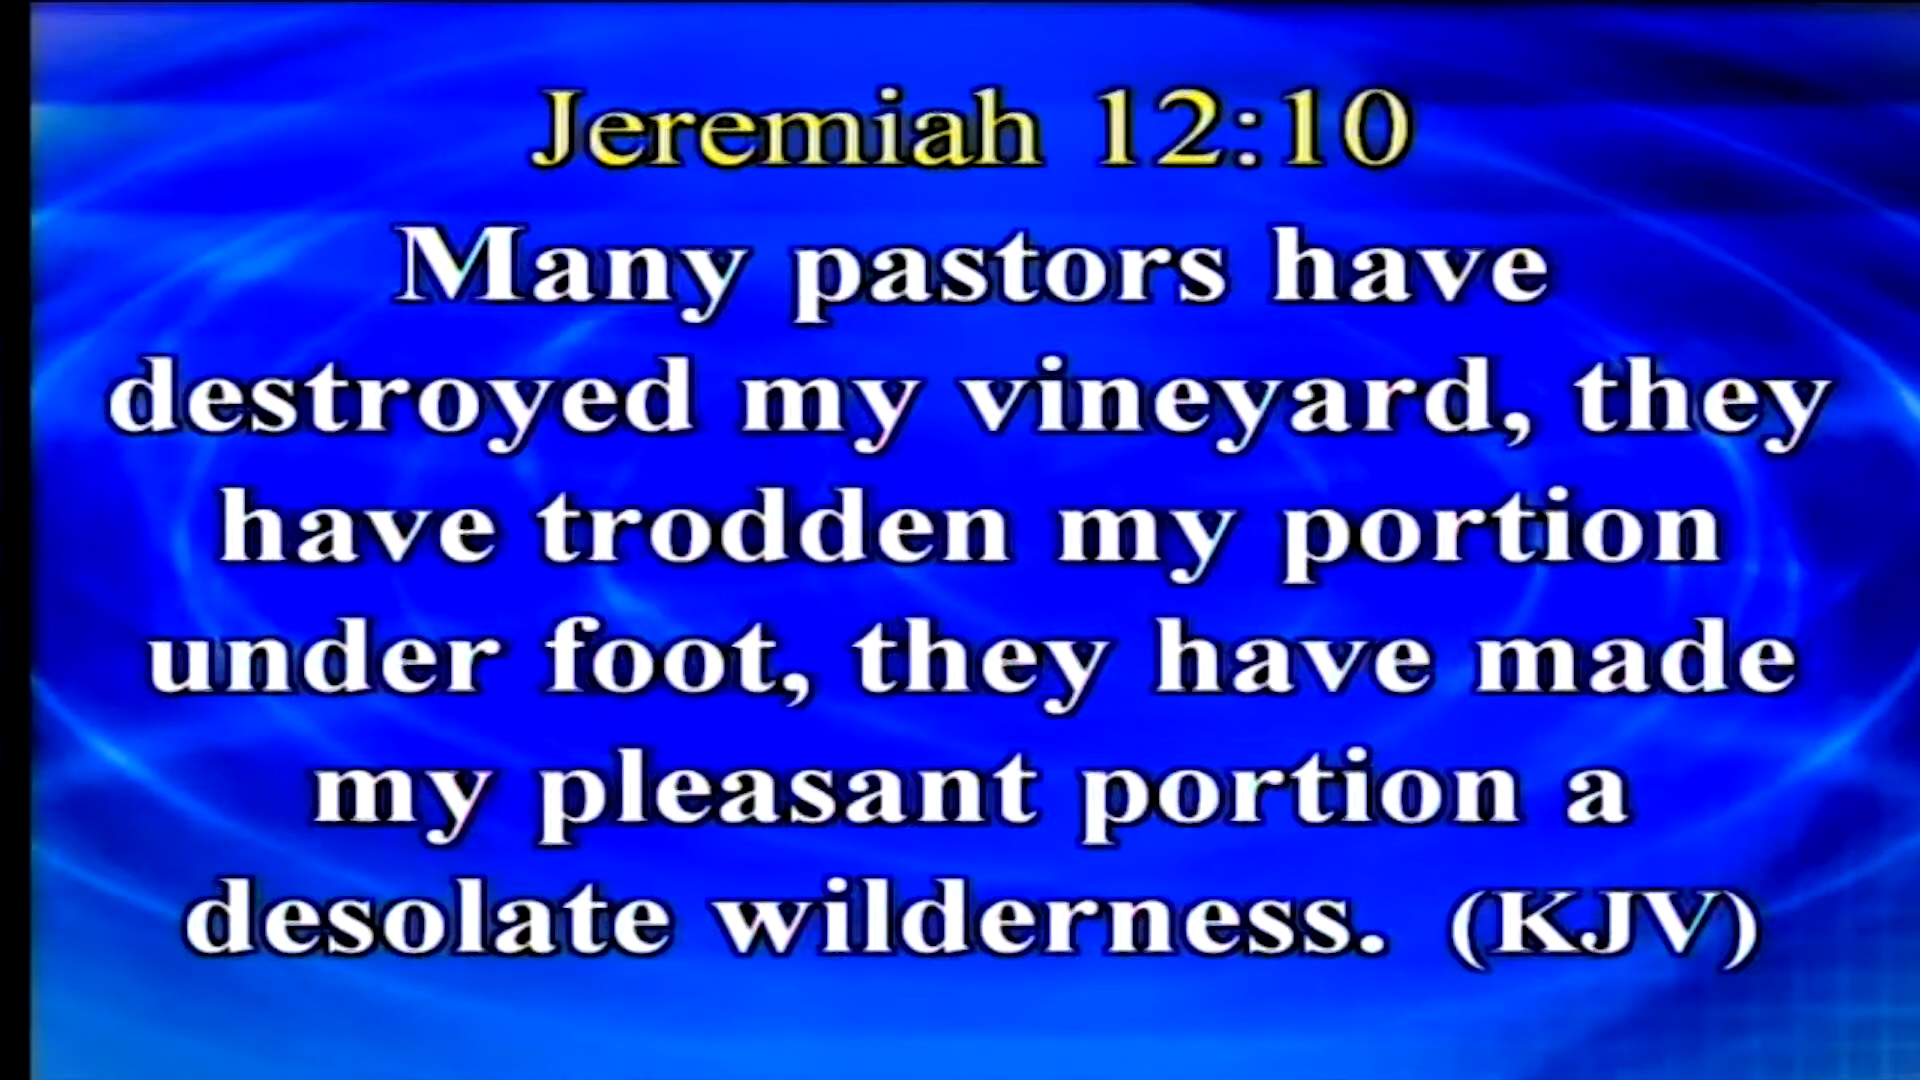 Jeremiah 12:10
Many pastors have
destroyed my vineyard, they
have trodden my portion
under foot, they have made
my pleasant portion a
desolate wilderness. (KJV)